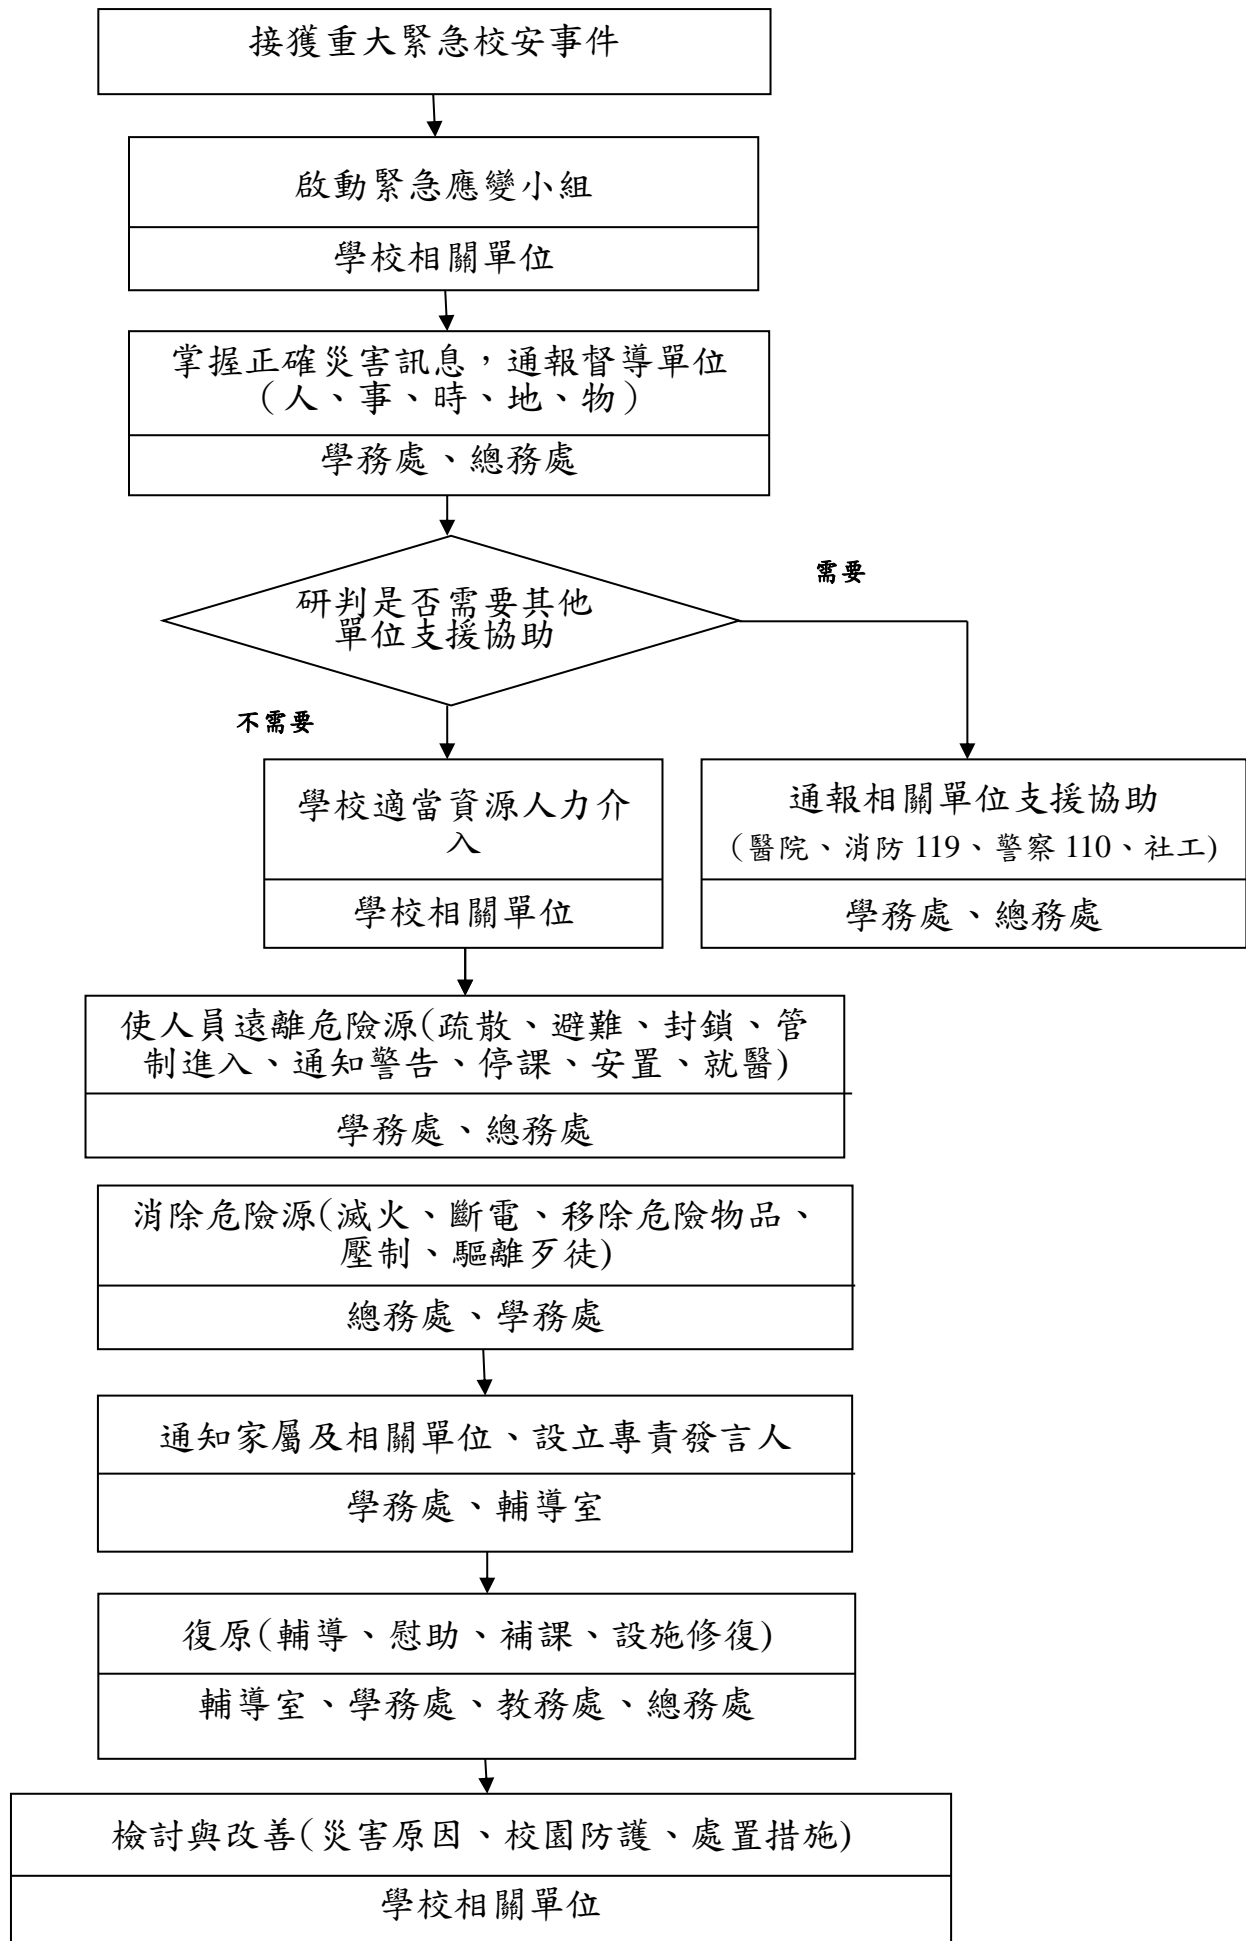 接獲重大緊急校安事件
啟動緊急應變小組
學校相關單位
掌握正確災害訊息，通報督導單位
（人、事、時、地、物）
學務處、總務處
需要
研判是否需要其他
單位支援協助
不需要
學校適當資源人力介
入
學校相關單位
通報相關單位支援協助
（醫院、消防 119、警察 110、社工)
學務處、總務處
使人員遠離危險源(疏散、避難、封鎖、管
制進入、通知警告、停課、安置、就醫)
學務處、總務處
消除危險源(滅火、斷電、移除危險物品、
壓制、驅離歹徒)
總務處、學務處
通知家屬及相關單位、設立專責發言人
學務處、輔導室
復原(輔導、慰助、補課、設施修復)
輔導室、學務處、教務處、總務處
檢討與改善(災害原因、校園防護、處置措施)
學校相關單位